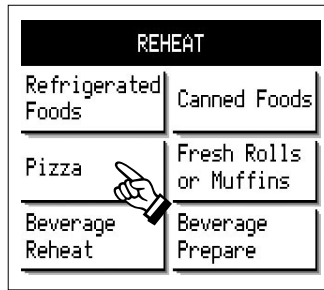 REHEAT
Refrigerated
Foods
Canned Foods
Pizza
Fresh Rolls
or Muffins
Beverage
Reheat
Beverage
Prepare